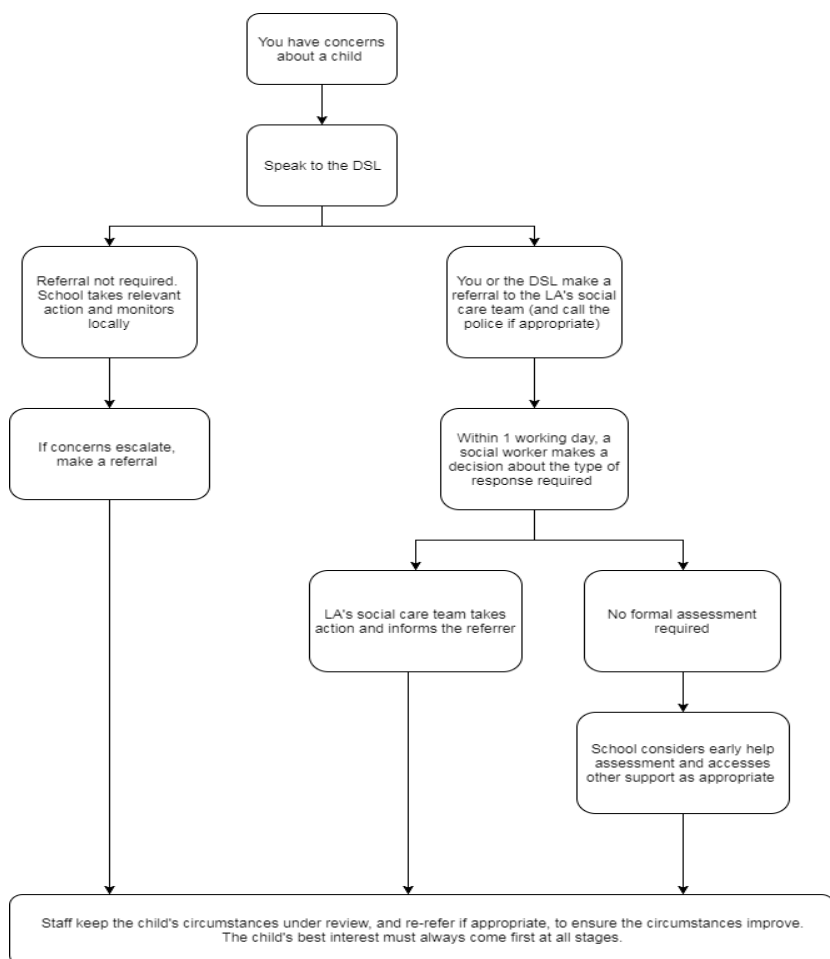 You have concerns
about a child
Speak to the DSL
Referral not required.
School takes relevant
action and monitors
locally
You or the DSL make a
referral to the LA's social
care team (and call the
police if appropriate)
If concerns escalate,
make a referral
Within 1 working day, a
social worker makes a
decision about the type of
response required
LA's social care team takes
action and informs the referrer
No formal assessment
required
School considers early help
assessment and accesses
other support as appropriate
Staff keep the child's circumstances under review, and re-refer if appropriate, to ensure the circumstances improve.
The child's best interest must always come first at all stages.